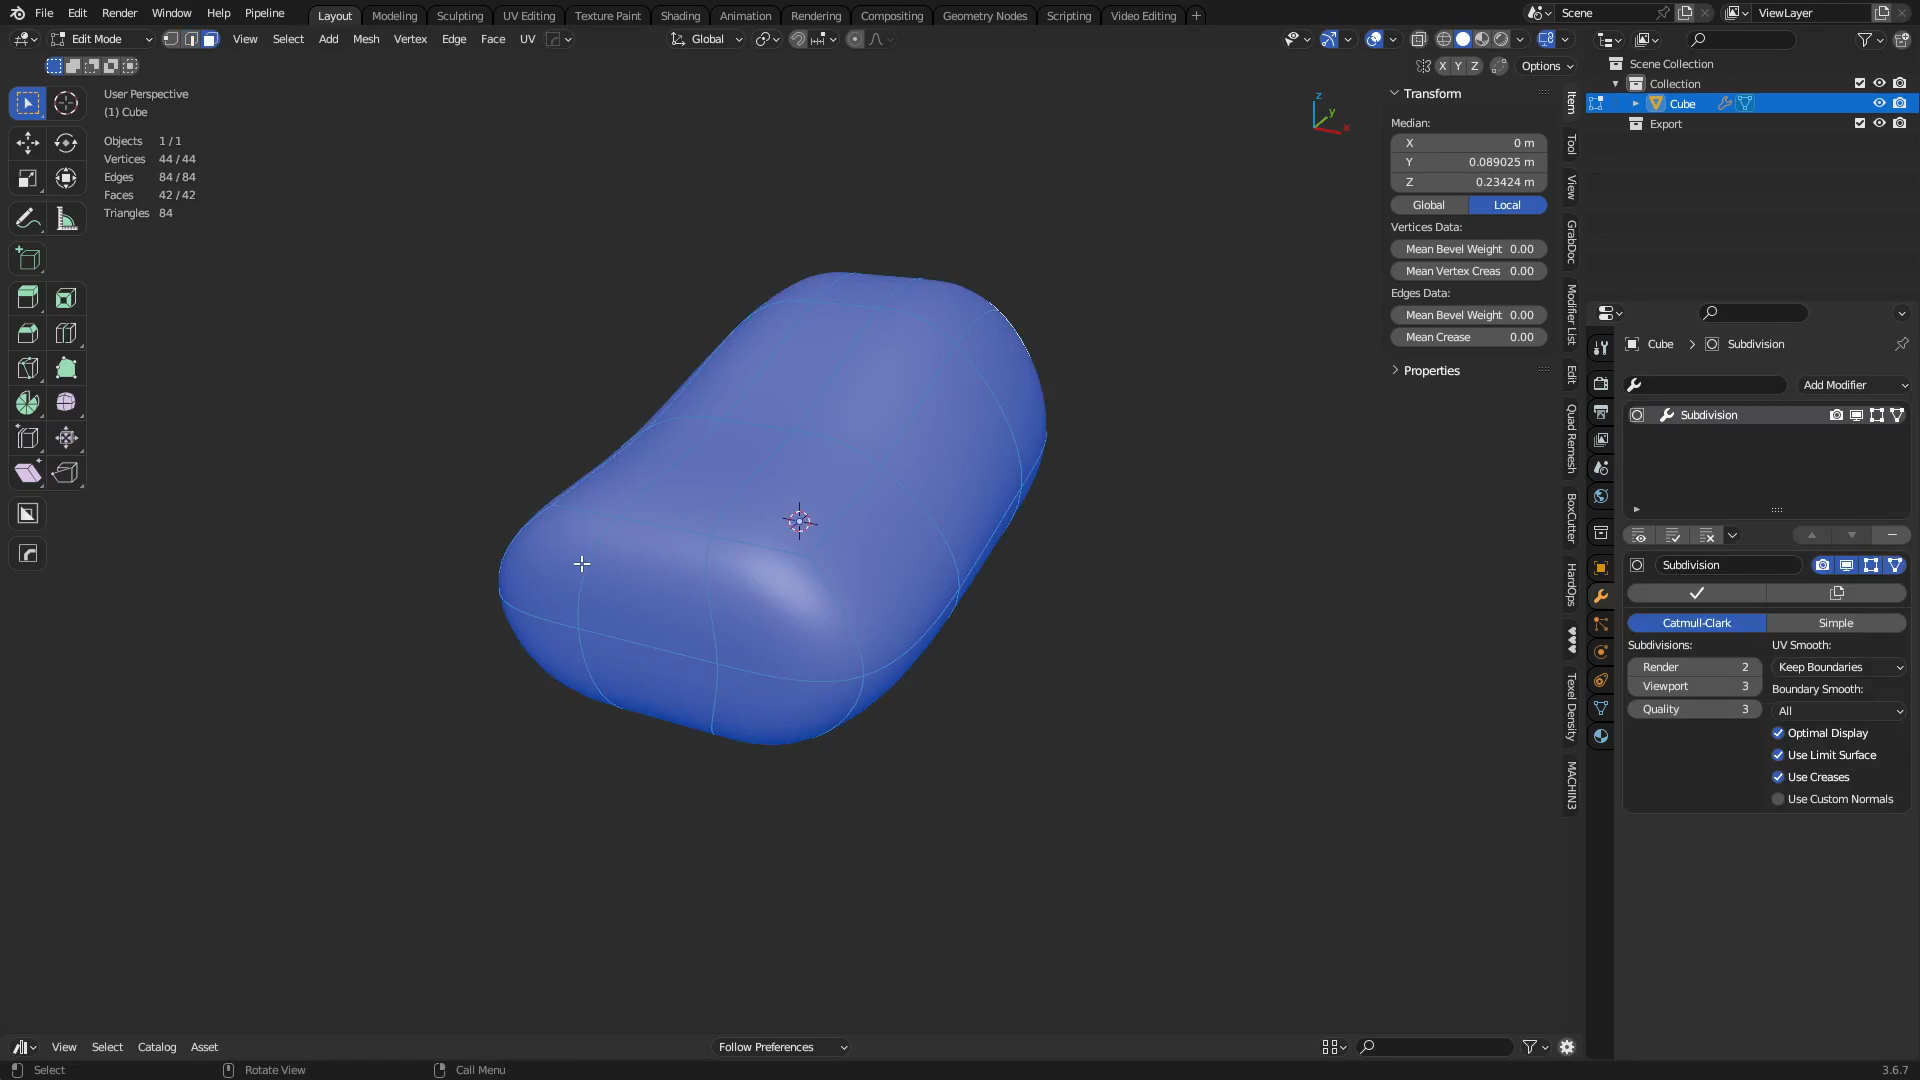 File Edit Render Window Help Pipeline Layout Modeling Sculpting UV Editing Texture Paint Shading Animation Rendering Compositing Geometry Nodes Scripting Video Editing + Scene ViewLayer
Edit Mode View Select Add Mesh Vertex Edge Face UV Global
X Y Z Options
Scene Collection
Collection
Cube
Export
User Perspective
(1) Cube
Objects 1 / 1
Vertices 44 / 44
Edges 84 / 84
Faces 42 / 42
Triangles 84
z
y
x
Transform
Median:
X 0 m
Y 0.089025 m
Z 0.23424 m
Global Local
Vertices Data:
Mean Bevel Weight 0.00
Mean Vertex Creas 0.00
Edges Data:
Mean Bevel Weight 0.00
Mean Crease 0.00
Properties
Item
Tool
View
GrabDoc
Modifier List
Edit
Quad Remesh
BoxCutter
HardOps
Texel Density
MACHIN3
Cube Subdivision
Add Modifier
Subdivision
Subdivision
Catmull-Clark Simple
Subdivisions: UV Smooth:
Render 2 Keep Boundaries
Viewport 3 Boundary Smooth:
Quality 3 All
Optimal Display
Use Limit Surface
Use Creases
Use Custom Normals
View Select Catalog Asset Follow Preferences
Select Rotate View Call Menu 3.6.7